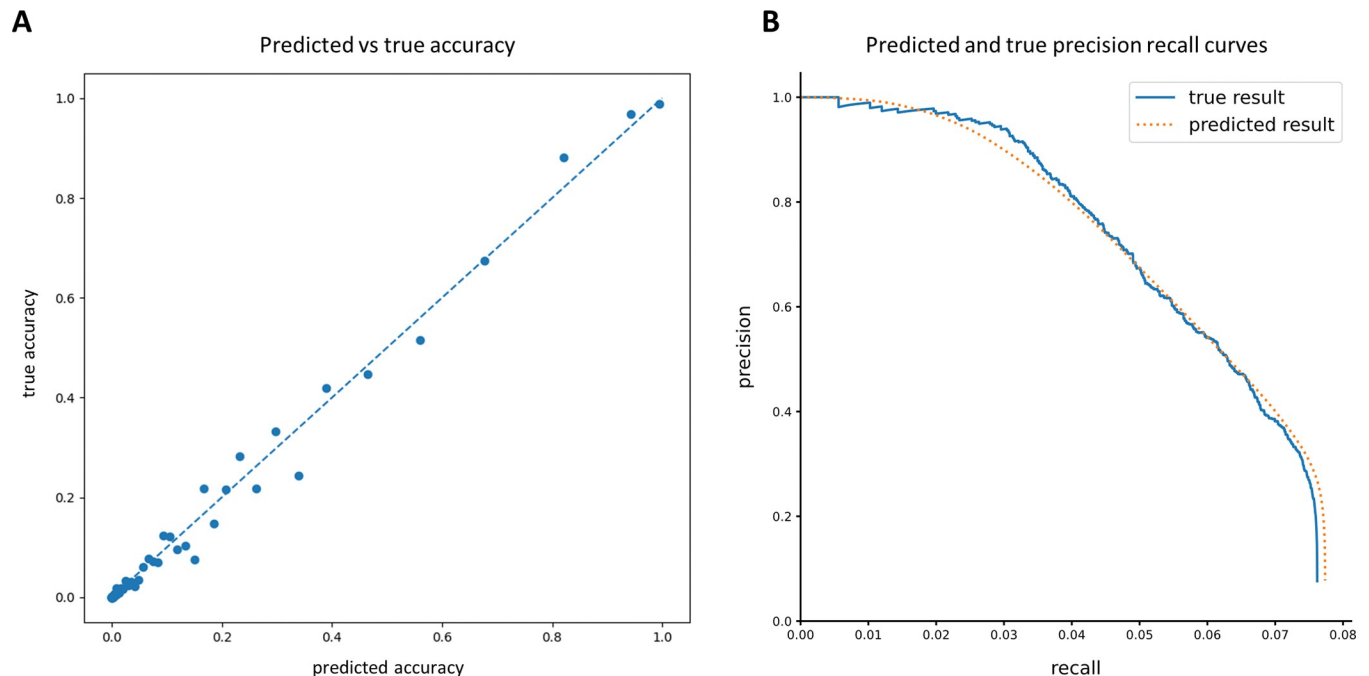 A
Predicted vs true accuracy
1.0
0.8
0.6
0.4
0.2
0.0
true accuracy
0.0 0.2 0.4 0.6 0.8 1.0
predicted accuracy
B
Predicted and true precision recall curves
true result
predicted result
1.0
0.8
0.6
0.4
0.2
0.0
precision
0.00 0.01 0.02 0.03 0.04 0.05 0.06 0.07 0.08
recall